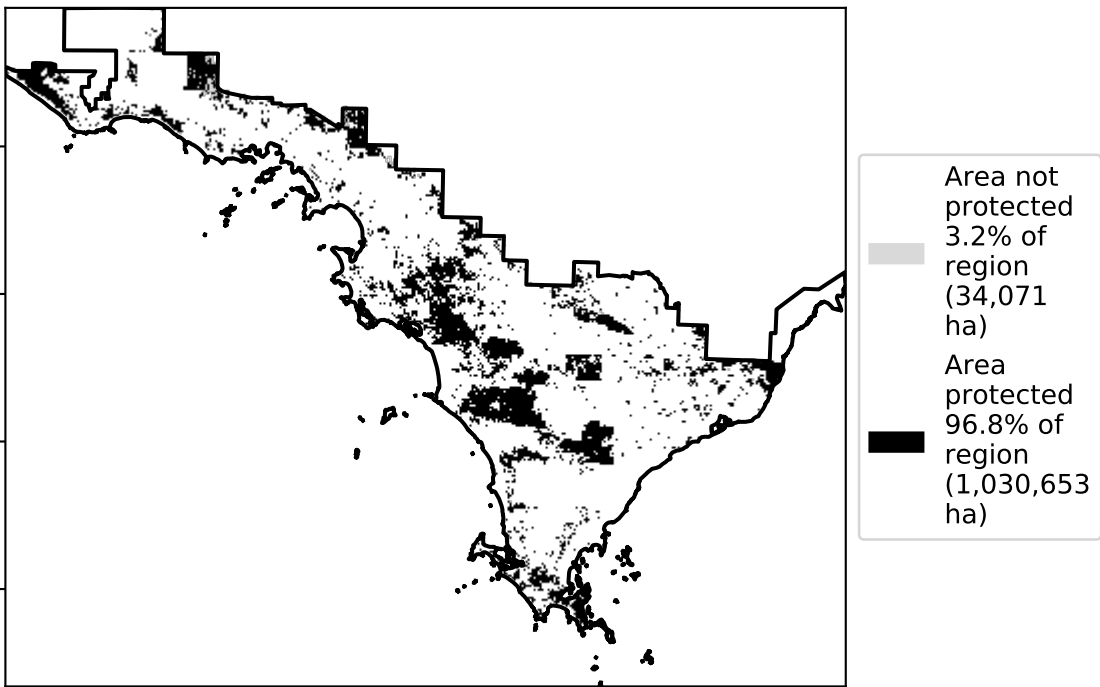 Area not
protected
3.2% of
region
(34,071
ha)
Area
protected
96.8% of
region
(1,030,653
ha)